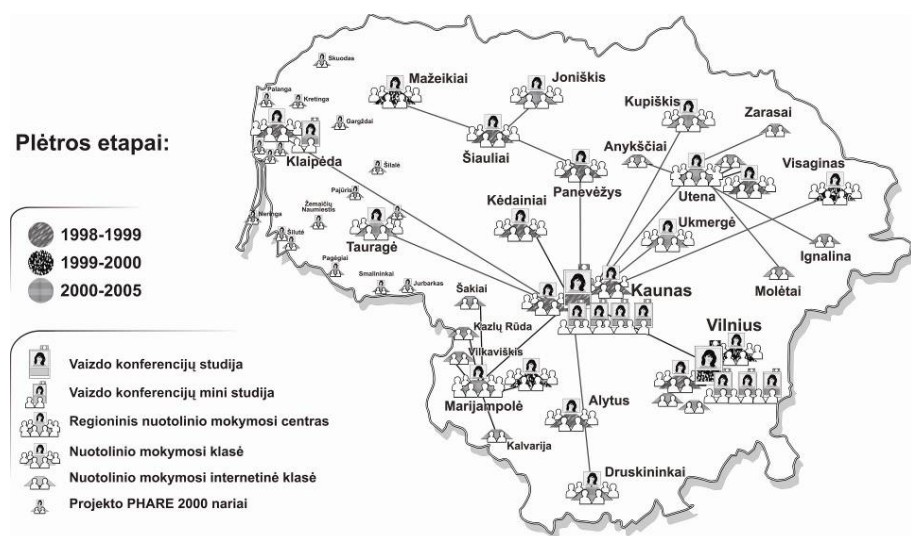 Skuodas
Mažeikiai
Joniškis
Palanga
Kretinga
Kupiškis
Zarasai
Gargždai
Plėtros etapai:
Klaipėda
Šiauliai
Anykščiai
Visaginas
Šilalė
Panevėžys
Utena
Pajūris
Kėdainiai
Žemaičių
Naumiestis
Neringa
Tauragė
Ukmergė
Šilutė
1998-1999
1999-2000
2000-2005
Ignalina
Pagėgiai
Smalininkai
Jurbarkas
Šakiai
Kaunas
Molėtai
Kazlų Rūda
Vilnius
Vilkaviškis
Marijampolė
Alytus
Kalvarija
Druskininkai
Vaizdo konferencijų studija
Vaizdo konferencijų mini studija
Regioninis nuotolinio mokymosi centras
Nuotolinio mokymosi klasė
Nuotolinio mokymosi internetinė klasė
Projekto PHARE 2000 nariai